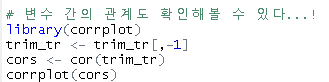 # 변수 간의 관계도 확인해볼 수 있다...!
library(corrplot)
trim_tr <- trim_tr[,-1]
cors <- cor(trim_tr)
corrplot(cors)